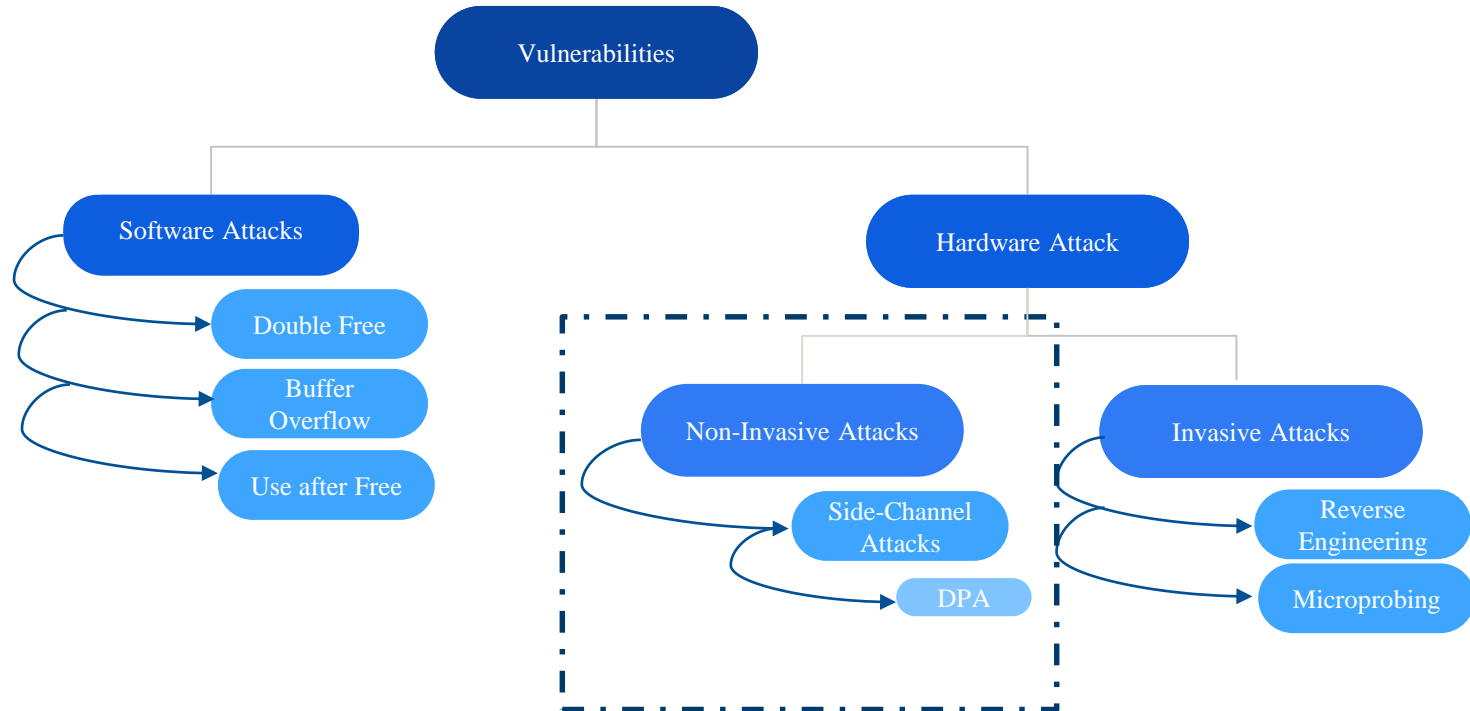 Vulnerabilities
Software Attacks
Hardware Attack
Double Free
Buffer
Overflow
Use after Free
Non-Invasive Attacks
Side-Channel
Attacks
DPA
Invasive Attacks
Reverse
Engineering
Microprobing